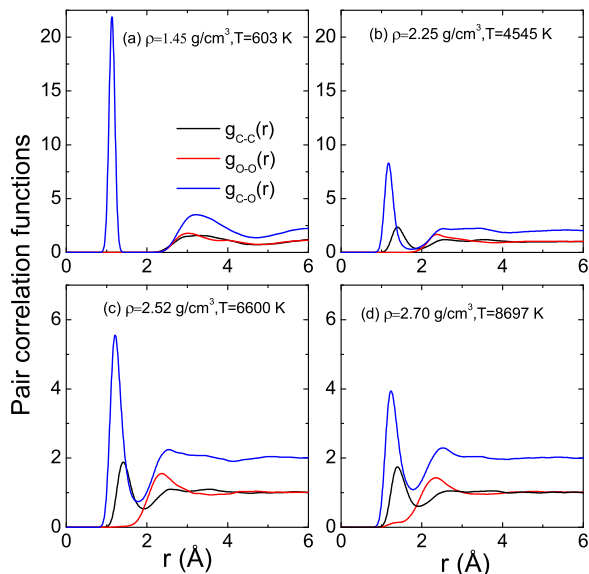 Pair correlation functions
(a) ρ=1.45 g/cm³,T=603 K
g_C-C(r)
g_O-O(r)
g_C-O(r)
20
15
10
5
0
0 2 4 6
(b) ρ=2.25 g/cm³,T=4545 K
20
15
10
5
0
0 2 4 6
(c) ρ=2.52 g/cm³,T=6600 K
6
4
2
0
0 2 4 6
r (Å)
(d) ρ=2.70 g/cm³,T=8697 K
6
4
2
0
0 2 4 6
r (Å)